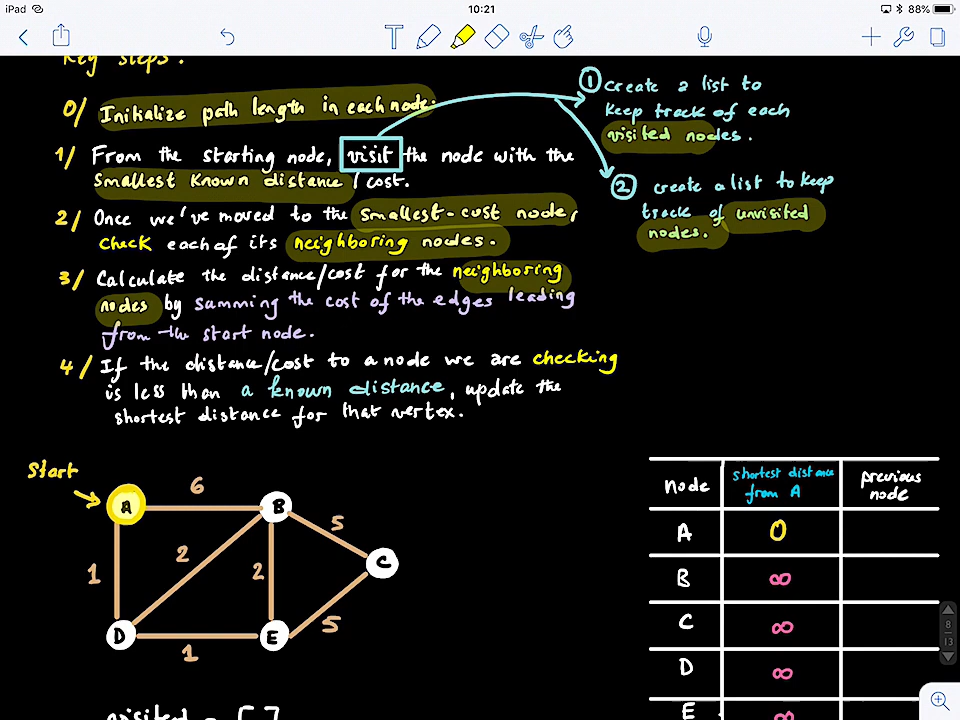 iPad
10:21
88%
Key steps:
0/ Initialize path length in each node.
1/ From the starting node, visit the node with the
smallest known distance / cost.
2/ Once we've moved to the smallest-cost node,
check each of its neighboring nodes.
3/ Calculate the distance/cost for the neighboring
nodes by summing the cost of the edges leading
from the start node.
4/ If the distance/cost to a node we are checking
is less than a known distance, update the
shortest distance for that vertex.
① create a list to
keep track of each
visited nodes.
② create a list to keep
track of unvisited
nodes.
Start
A
6
B
5
C
1
2
2
5
D
1
E
node
shortest distance
from A
previous
node
A
0
B
∞
C
∞
D
∞
E
visited = [ ]
8
13